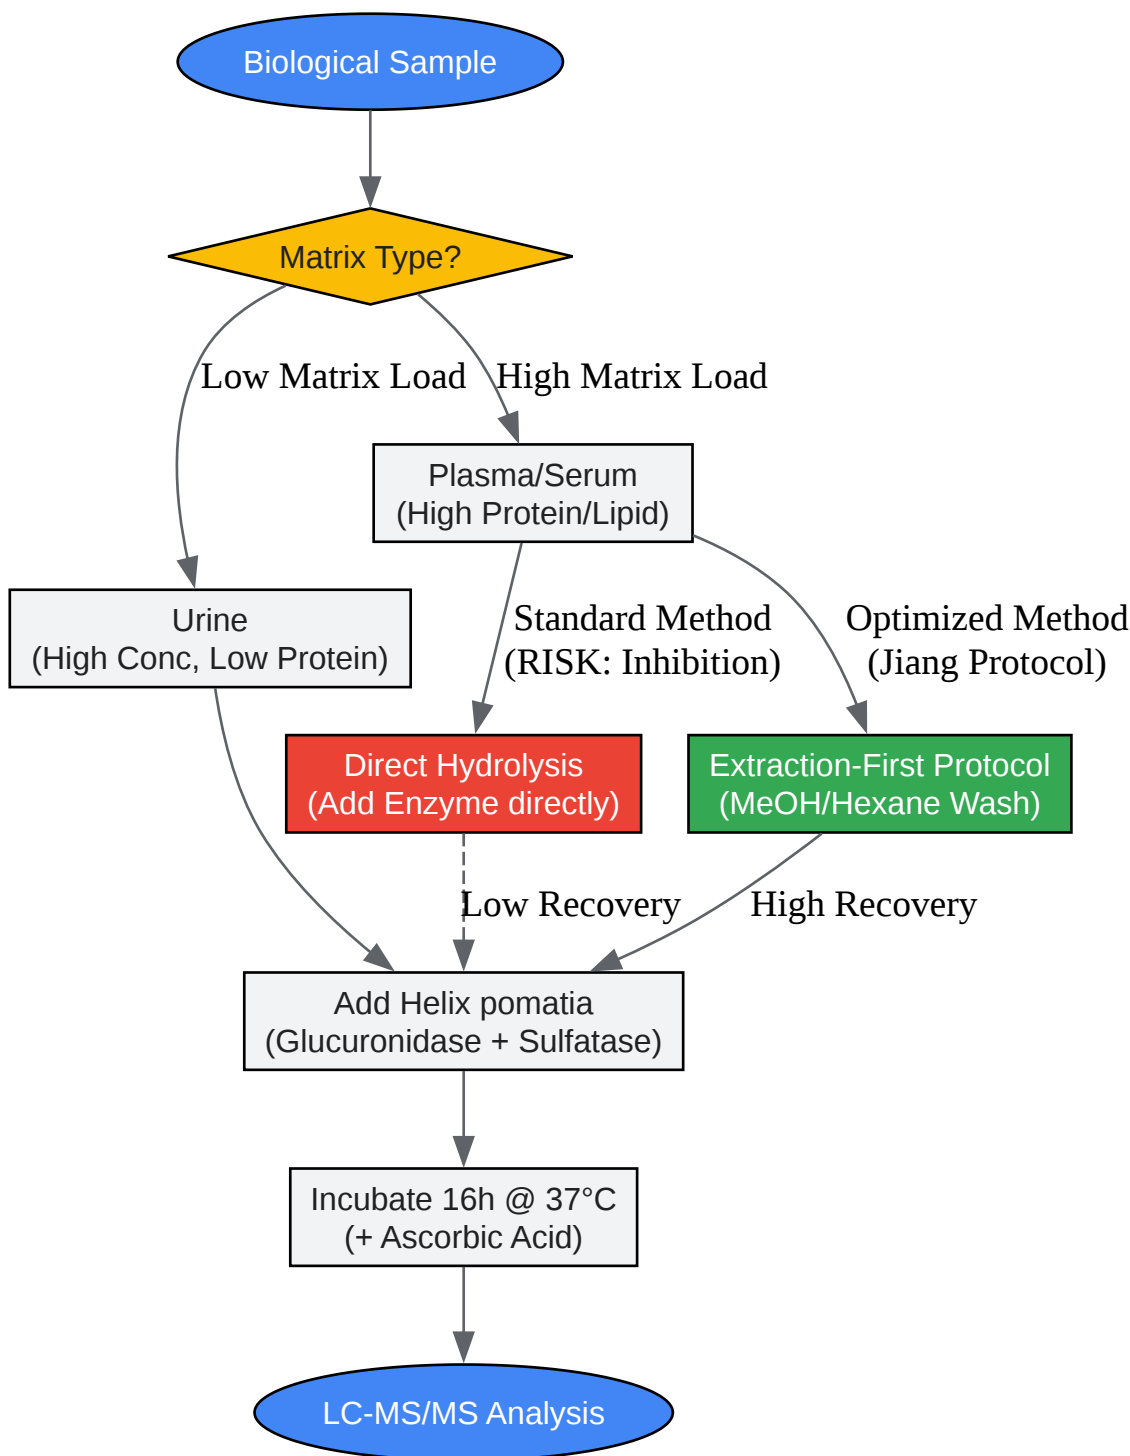 Biological Sample
Matrix Type?
Low Matrix Load
High Matrix Load
Plasma/Serum
(High Protein/Lipid)
Urine
(High Conc, Low Protein)
Standard Method
(RISK: Inhibition)
Optimized Method
(Jiang Protocol)
Direct Hydrolysis
(Add Enzyme directly)
Extraction-First Protocol
(MeOH/Hexane Wash)
Low Recovery
High Recovery
Add Helix pomatia
(Glucuronidase + Sulfatase)
Incubate 16h @ 37°C
(+ Ascorbic Acid)
LC-MS/MS Analysis